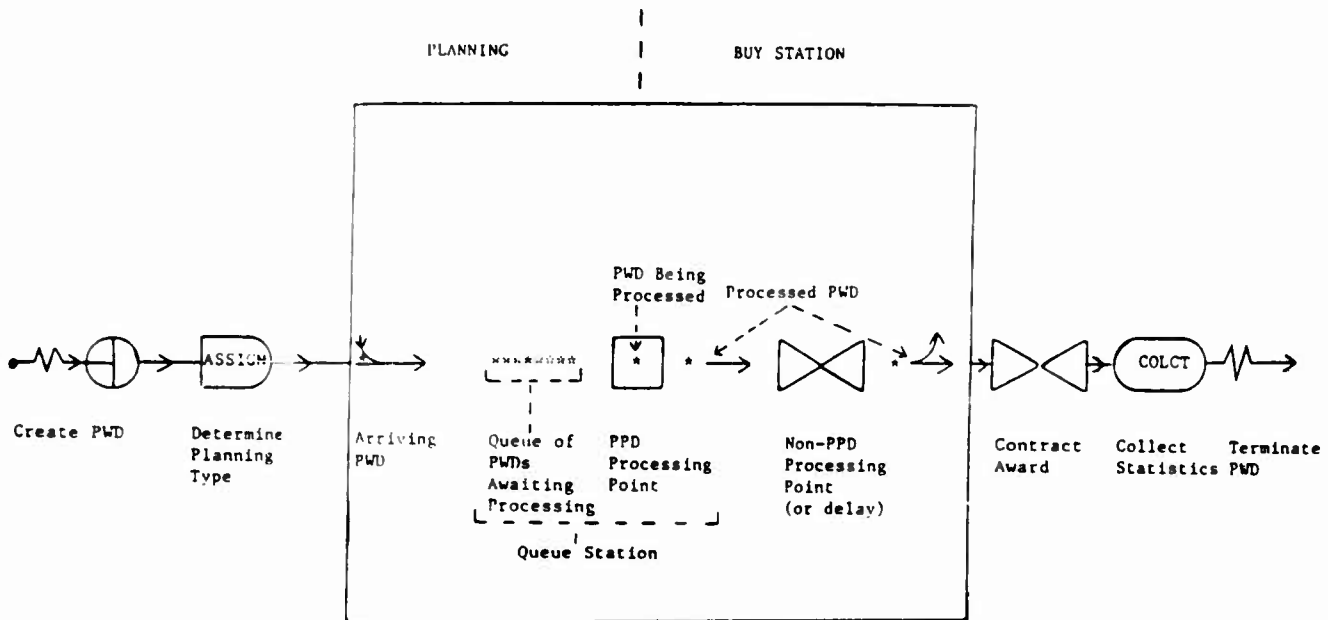 PLANNING
BUY STATION
PWD Being
Processed
Processed PWD
ASSIGM
********
*
*
*
COLCT
Create PWD
Determine
Planning
Type
Arriving
PWD
Queue of
PWDs
Awaiting
Processing
PPD
Processing
Point
Non-PPD
Processing
Point
(or delay)
Contract
Award
Collect
Statistics
Terminate
PWD
Queue Station